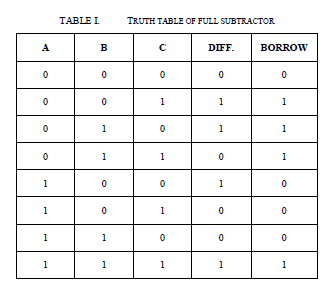 TABLE I. TRUTH TABLE OF FULL SUBTRACTOR
A B C DIFF. BORROW
0 0 0 0 0
0 0 1 1 1
0 1 0 1 1
0 1 1 0 1
1 0 0 1 0
1 0 1 0 0
1 1 0 0 0
1 1 1 1 1